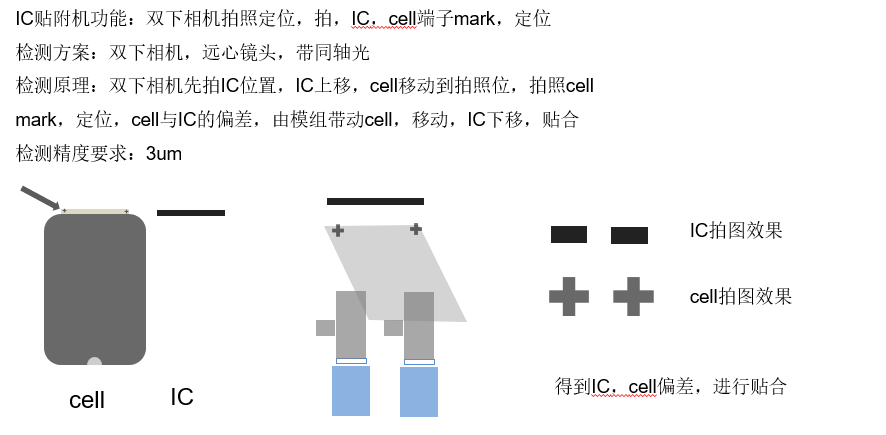 IC贴附机功能：双下相机拍照定位，拍，IC，cell端子mark，定位
检测方案：双下相机，远心镜头，带同轴光
检测原理：双下相机先拍IC位置，IC上移，cell移动到拍照位，拍照cell
mark，定位，cell与IC的偏差，由模组带动cell，移动，IC下移，贴合
检测精度要求：3um
IC拍图效果
cell拍图效果
得到IC，cell偏差，进行贴合
cell
IC